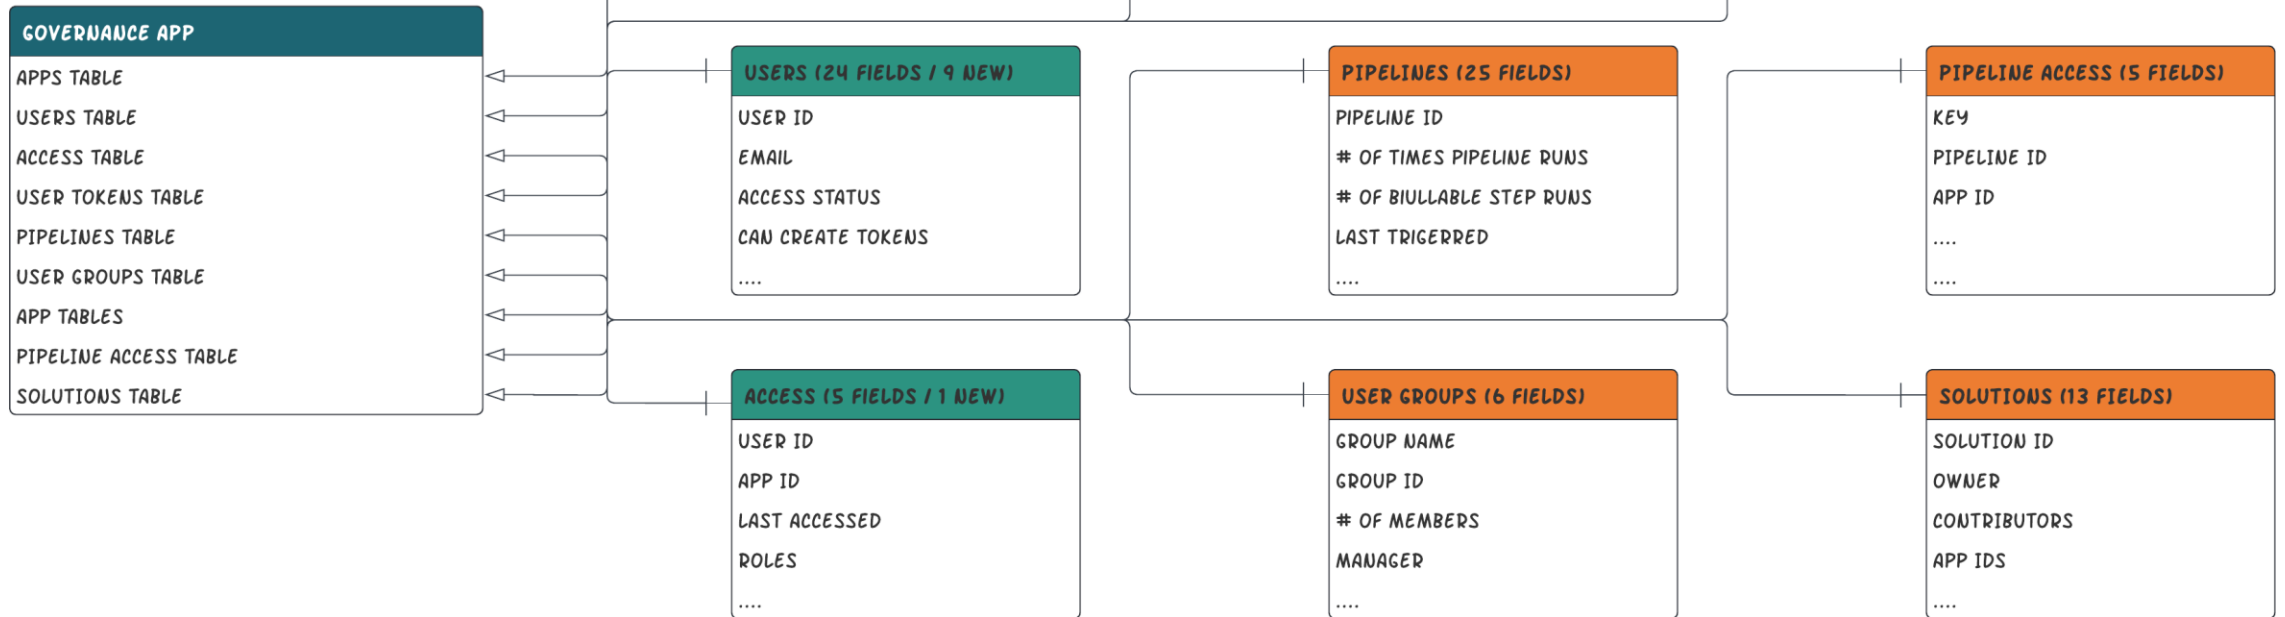 GOVERNANCE APP
APPS TABLE
USERS TABLE
ACCESS TABLE
USER TOKENS TABLE
PIPELINES TABLE
USER GROUPS TABLE
APP TABLES
PIPELINE ACCESS TABLE
SOLUTIONS TABLE
USERS (24 FIELDS / 9 NEW)
USER ID
EMAIL
ACCESS STATUS
CAN CREATE TOKENS
....
PIPELINES (25 FIELDS)
PIPELINE ID
# OF TIMES PIPELINE RUNS
# OF BIULLABLE STEP RUNS
LAST TRIGERRED
....
PIPELINE ACCESS (5 FIELDS)
KEY
PIPELINE ID
APP ID
....
....
ACCESS (5 FIELDS / 1 NEW)
USER ID
APP ID
LAST ACCESSED
ROLES
....
USER GROUPS (6 FIELDS)
GROUP NAME
GROUP ID
# OF MEMBERS
MANAGER
....
SOLUTIONS (13 FIELDS)
SOLUTION ID
OWNER
CONTRIBUTORS
APP IDS
....